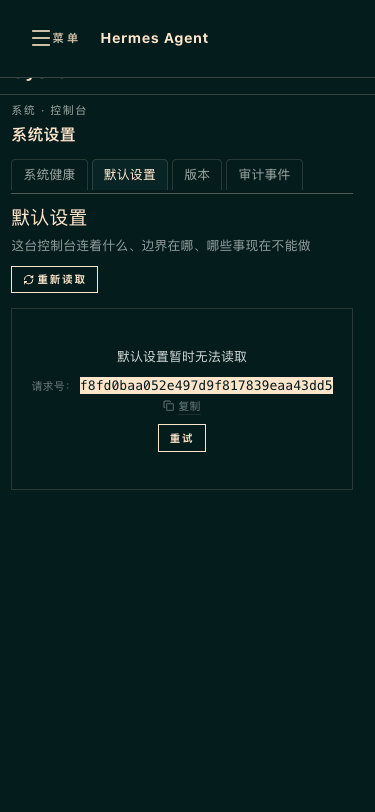 菜单 Hermes Agent
系统 · 控制台
系统设置
系统健康 默认设置 版本 审计事件
默认设置
这台控制台连着什么、边界在哪、哪些事现在不能做
重新读取
默认设置暂时无法读取
请求号: f8fd0baa052e497d9f817839eaa43dd5
复制
重试